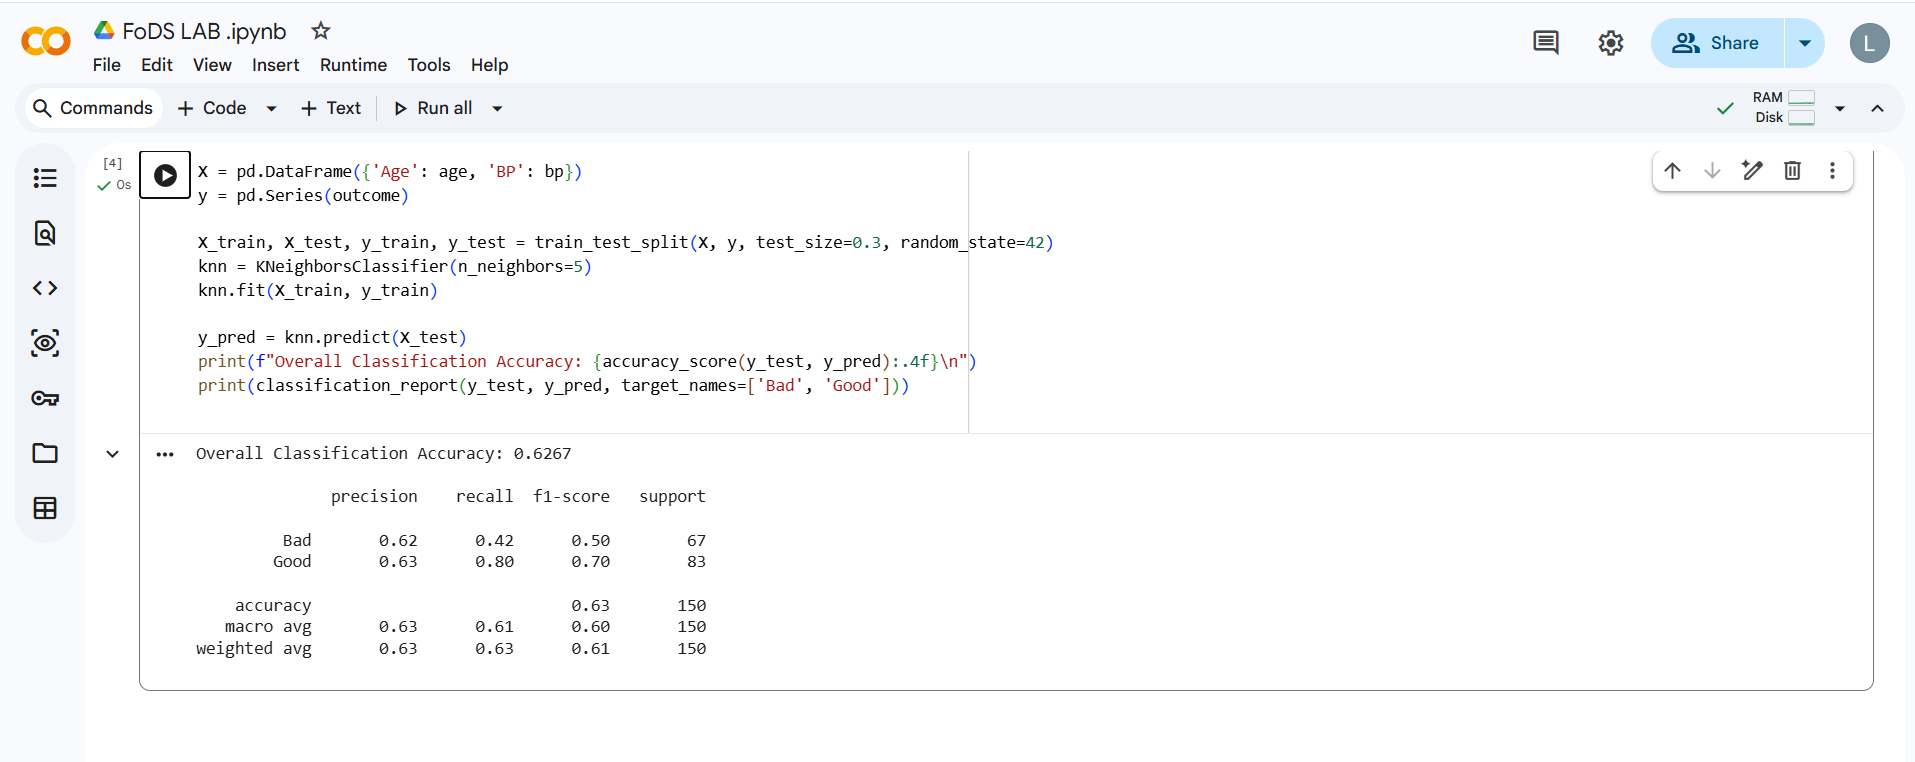 FoDS LAB .ipynb
File Edit View Insert Runtime Tools Help
Share
L
Commands + Code + Text Run all
RAM
Disk
[4]
0s
X = pd.DataFrame({'Age': age, 'BP': bp})
y = pd.Series(outcome)
X_train, X_test, y_train, y_test = train_test_split(X, y, test_size=0.3, random_state=42)
knn = KNeighborsClassifier(n_neighbors=5)
knn.fit(X_train, y_train)
y_pred = knn.predict(X_test)
print(f"Overall Classification Accuracy: {accuracy_score(y_test, y_pred):.4f}\n")
print(classification_report(y_test, y_pred, target_names=['Bad', 'Good']))
Overall Classification Accuracy: 0.6267
precision recall f1-score support
Bad 0.62 0.42 0.50 67
Good 0.63 0.80 0.70 83
accuracy 0.63 150
macro avg 0.63 0.61 0.60 150
weighted avg 0.63 0.63 0.61 150